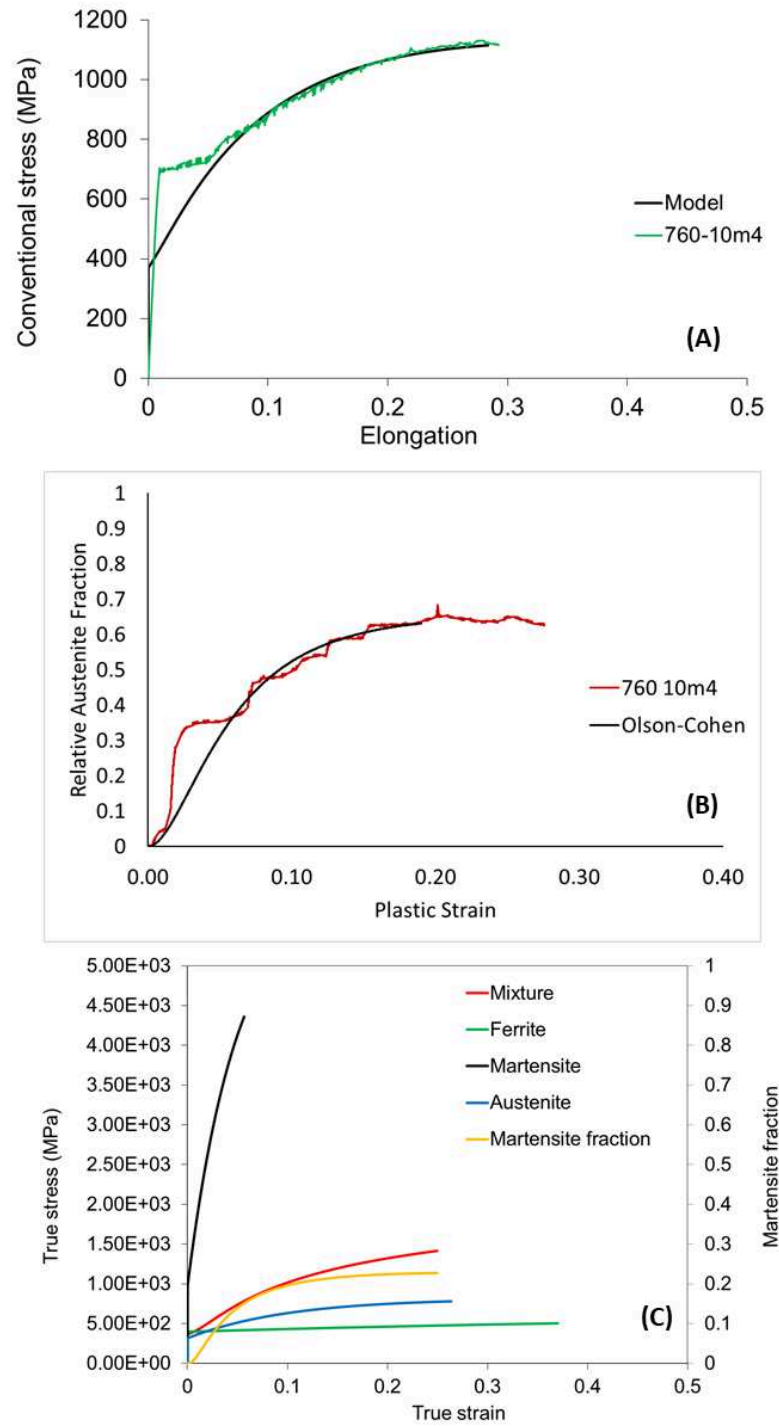 1200
1000
800
600
400
200
0
Conventional stress (MPa)
Model
760-10m4
(A)
0 0.1 0.2 0.3 0.4 0.5
Elongation
1
0.9
0.8
0.7
0.6
0.5
0.4
0.3
0.2
0.1
0
Relative Austenite Fraction
760 10m4
Olson-Cohen
(B)
0.00 0.10 0.20 0.30 0.40
Plastic Strain
5.00E+03
4.50E+03
4.00E+03
3.50E+03
3.00E+03
2.50E+03
2.00E+03
1.50E+03
1.00E+03
5.00E+02
0.00E+00
True stress (MPa)
Mixture
Ferrite
Martensite
Austenite
Martensite fraction
1
0.9
0.8
0.7
0.6
0.5
0.4
0.3
0.2
0.1
0
Martensite fraction
(C)
0 0.1 0.2 0.3 0.4 0.5
True strain